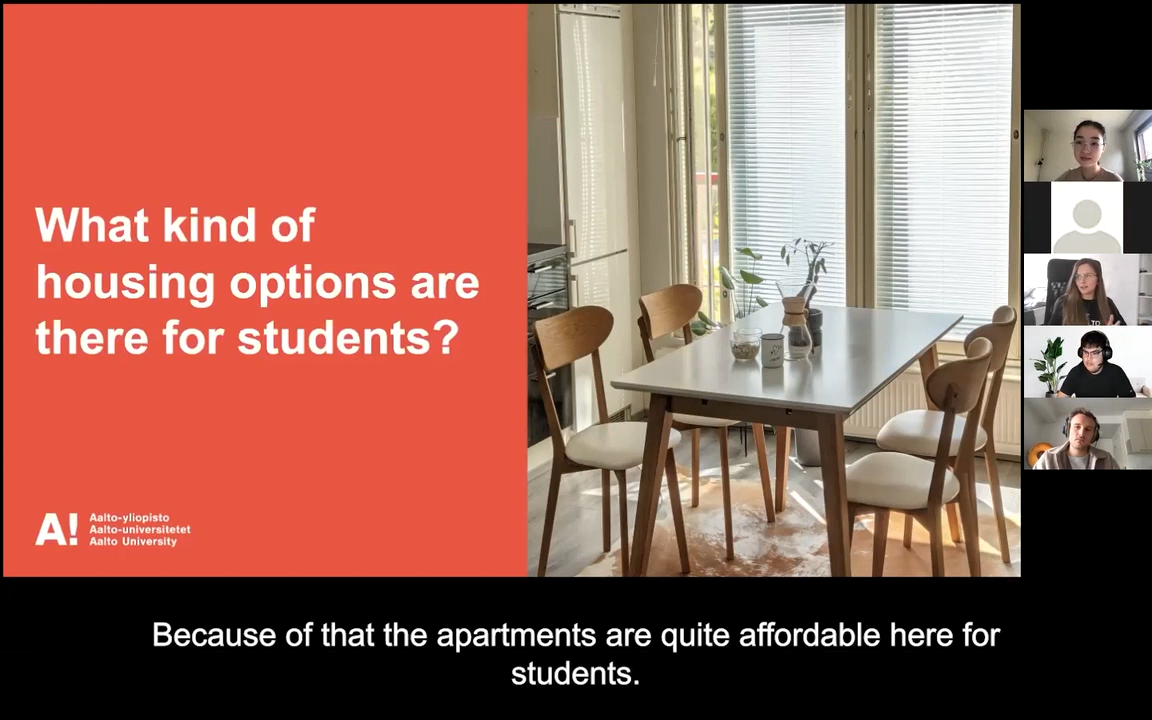 What kind of
housing options are
there for students?
A!
Aalto-yliopisto
Aalto-universitetet
Aalto University
Because of that the apartments are quite affordable here for
students.